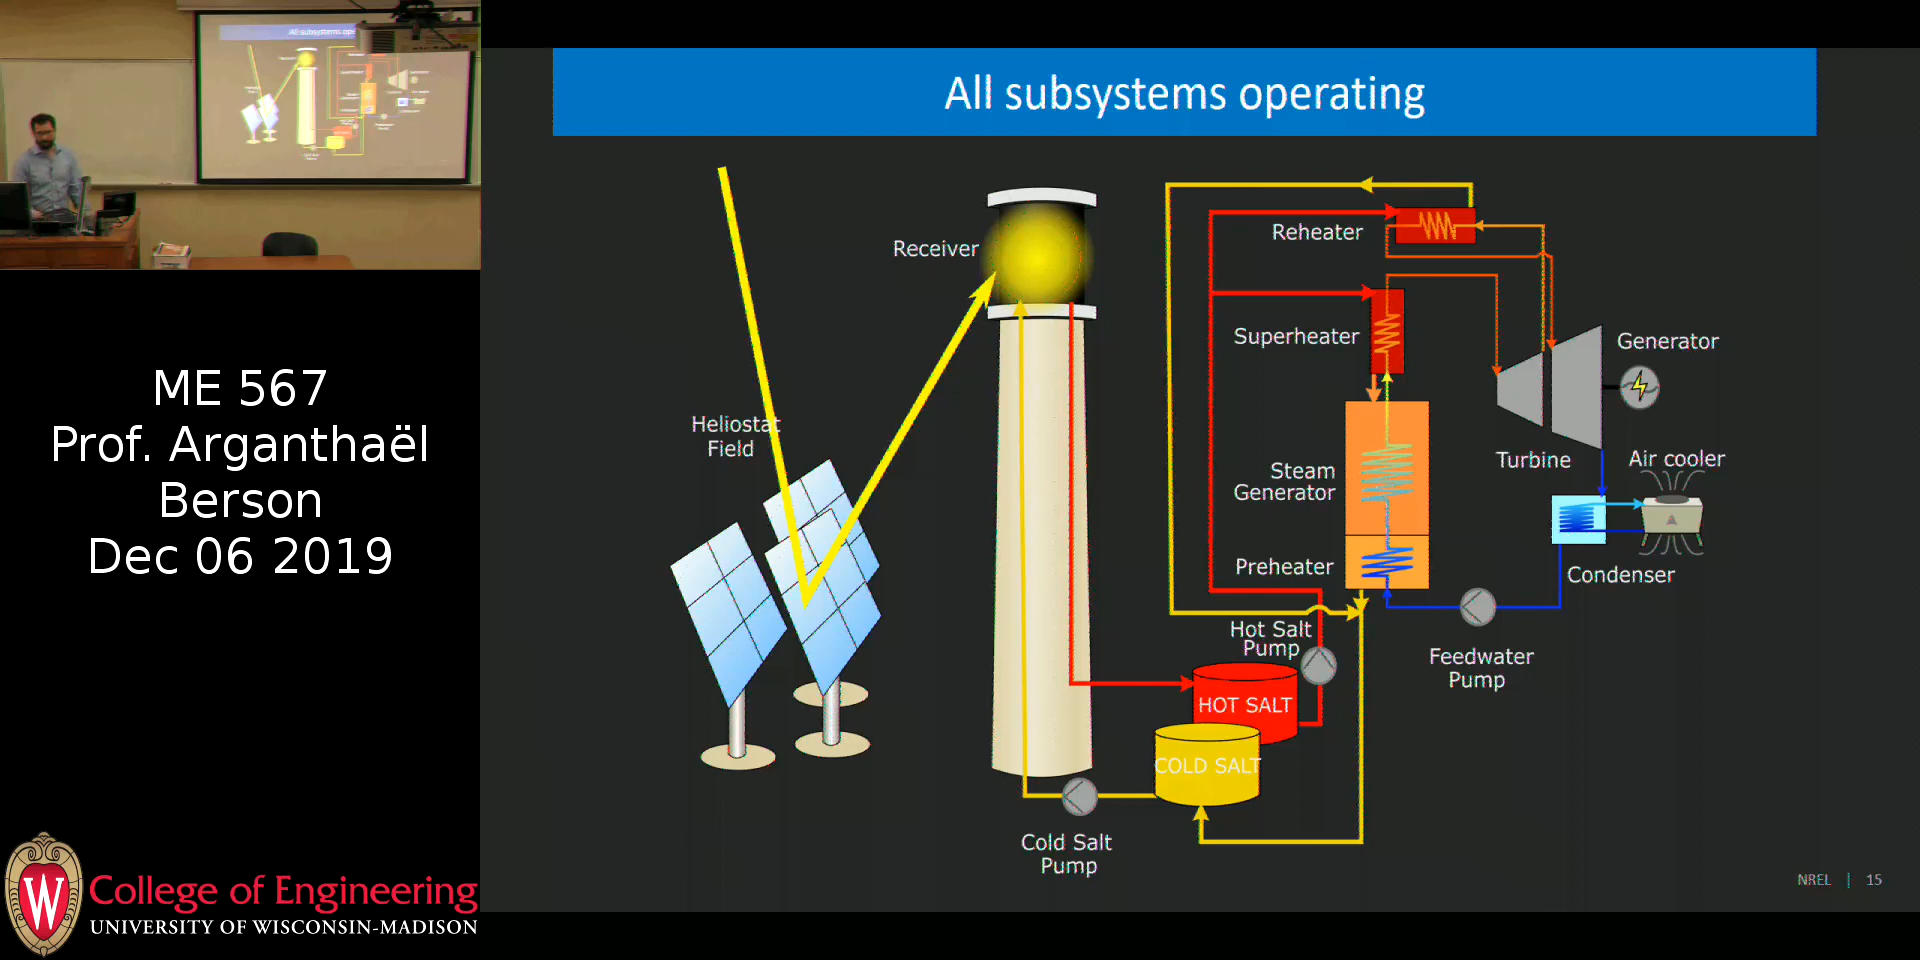 All subsystems operating
ME 567
Prof. Arganthaël
Berson
Dec 06 2019
College of Engineering
UNIVERSITY OF WISCONSIN-MADISON
W
Receiver
Heliostat
Field
Reheater
Superheater
Steam
Generator
Preheater
Generator
Turbine
Air cooler
Condenser
Feedwater
Pump
Hot Salt
Pump
HOT SALT
COLD SALT
Cold Salt
Pump
NREL | 15